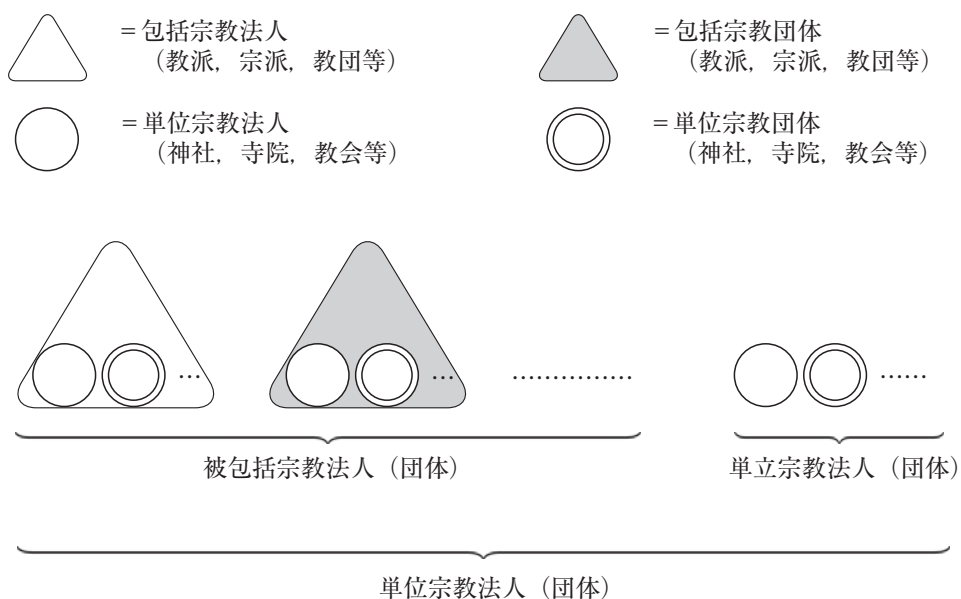 =包括宗教法人
(教派，宗派，教団等)
=包括宗教団体
(教派，宗派，教団等)
=単位宗教法人
(神社，寺院，教会等)
=単位宗教団体
(神社，寺院，教会等)
…
…
……………
……
被包括宗教法人（団体）
単立宗教法人（団体）
単位宗教法人（団体）